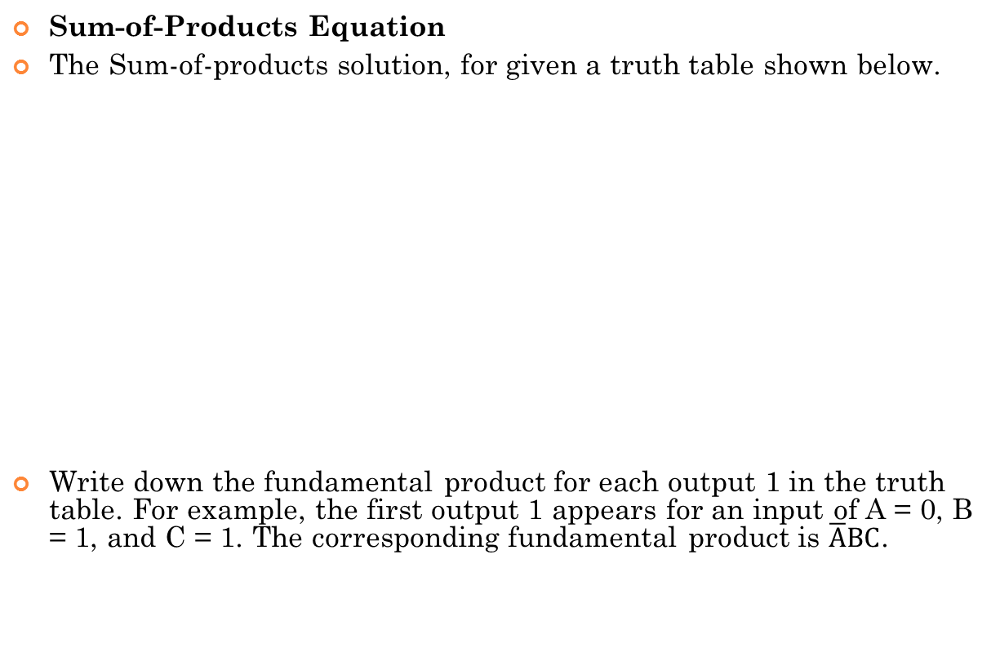 Sum-of-Products Equation
The Sum-of-products solution, for given a truth table shown below.
Write down the fundamental product for each output 1 in the truth
table. For example, the first output 1 appears for an input of A = 0, B
= 1, and C = 1. The corresponding fundamental product is A̅BC.